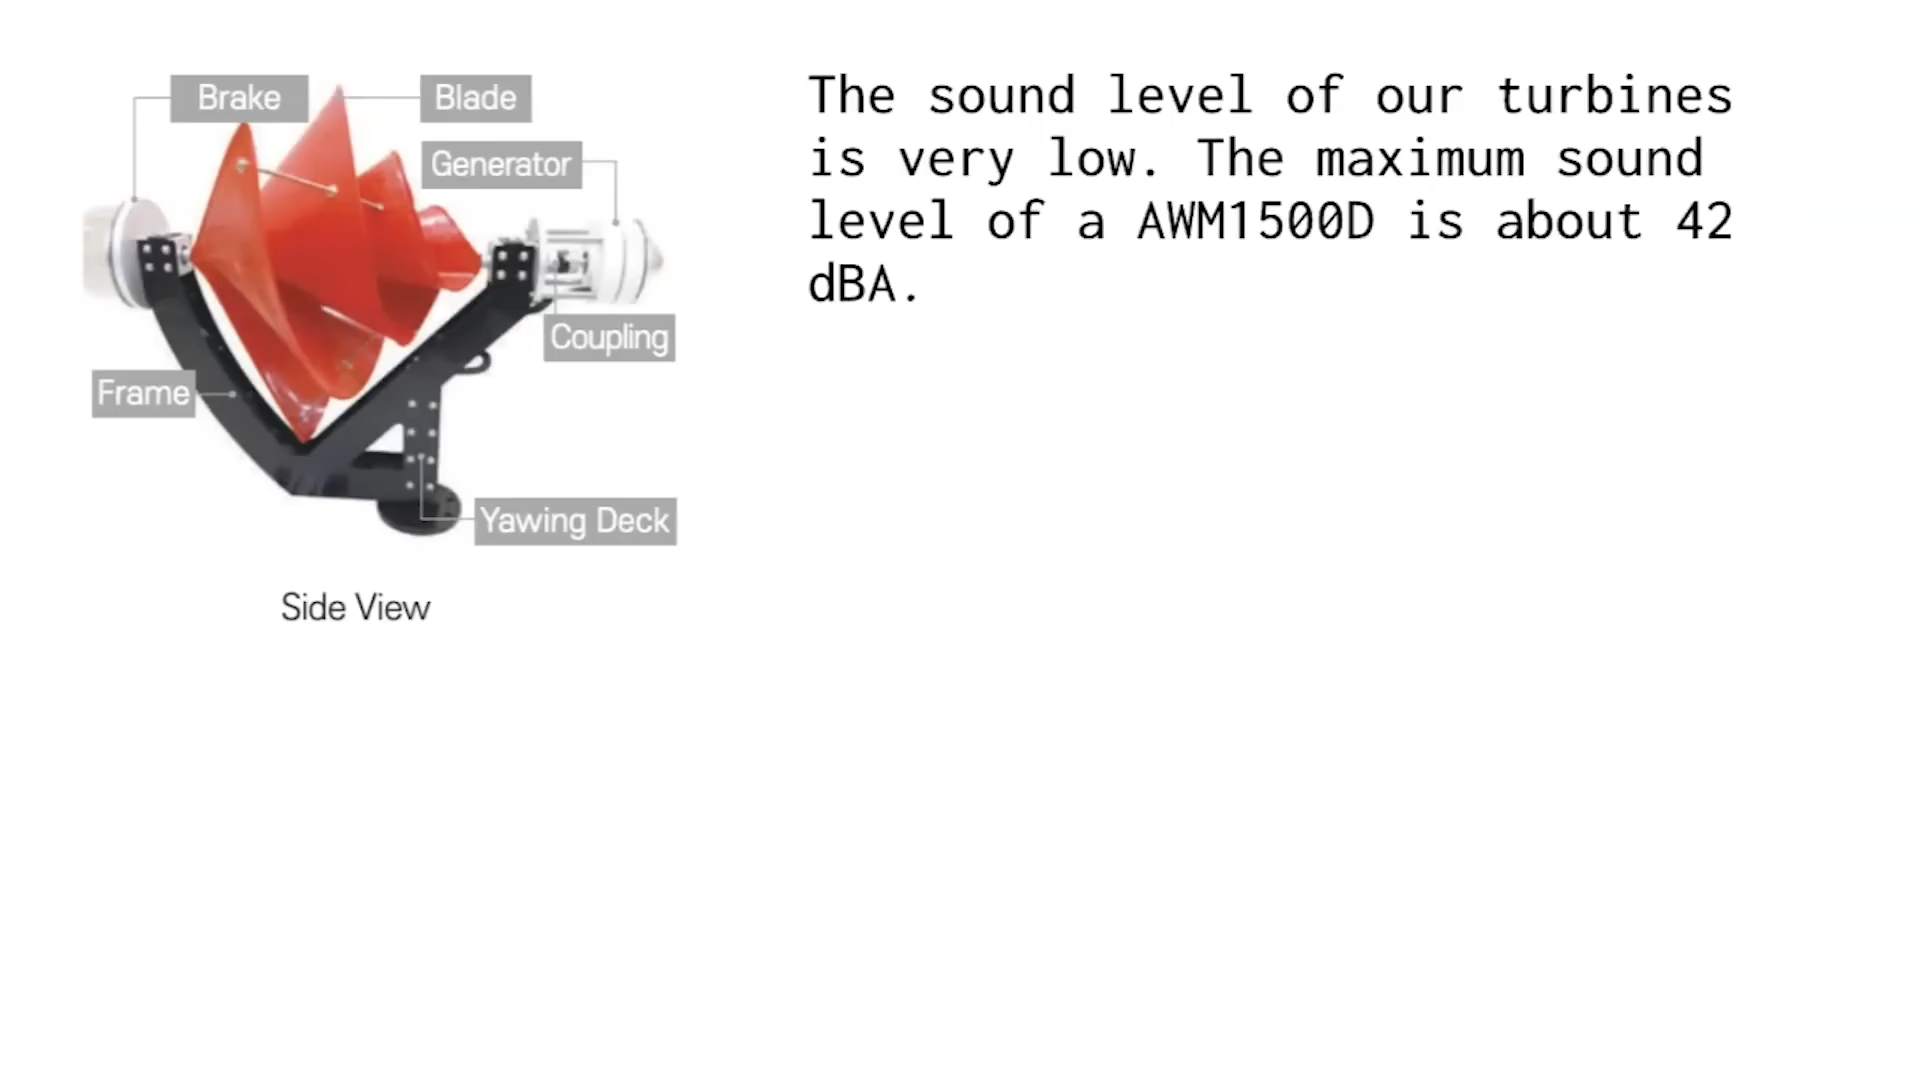 Brake
Blade
Generator
Coupling
Frame
Yawing Deck
Side View
The sound level of our turbines
is very low. The maximum sound
level of a AWM1500D is about 42
dBA.